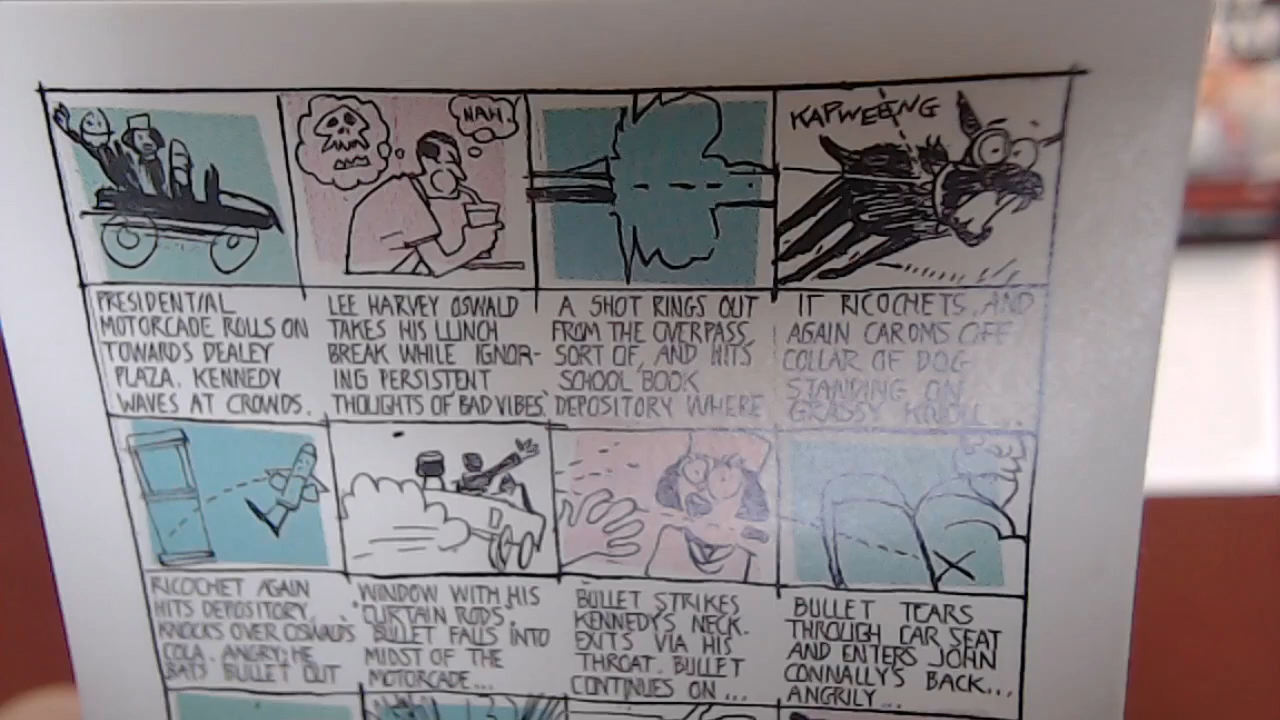 NAH.
KAPWEENG
PRESIDENTIAL
MOTORCADE ROLLS ON
TOWARDS DEALEY
PLAZA. KENNEDY
WAVES AT CROWDS.
LEE HARVEY OSWALD
TAKES HIS LUNCH
BREAK WHILE IGNOR-
ING PERSISTENT
THOUGHTS OF BAD VIBES.
A SHOT RINGS OUT
FROM THE OVERPASS,
SORT OF, AND HITS
SCHOOL BOOK
DEPOSITORY WHERE
IT RICOCHETS, AND
AGAIN CAROMS OFF
COLLAR OF DOG
STANDING ON
GRASSY KNOLL...
RICOCHET AGAIN
HITS DEPOSITORY,
KNOCKS OVER OSWALD'S
COLA. ANGRY, HE
BATS BULLET OUT
WINDOW WITH HIS
"CURTAIN RODS".
BULLET FALLS INTO
MIDST OF THE
MOTORCADE...
BULLET STRIKES
KENNEDY'S NECK.
EXITS VIA HIS
THROAT. BULLET
CONTINUES ON...
BULLET TEARS
THROUGH CAR SEAT
AND ENTERS JOHN
CONNALLY'S BACK...
ANGRILY...